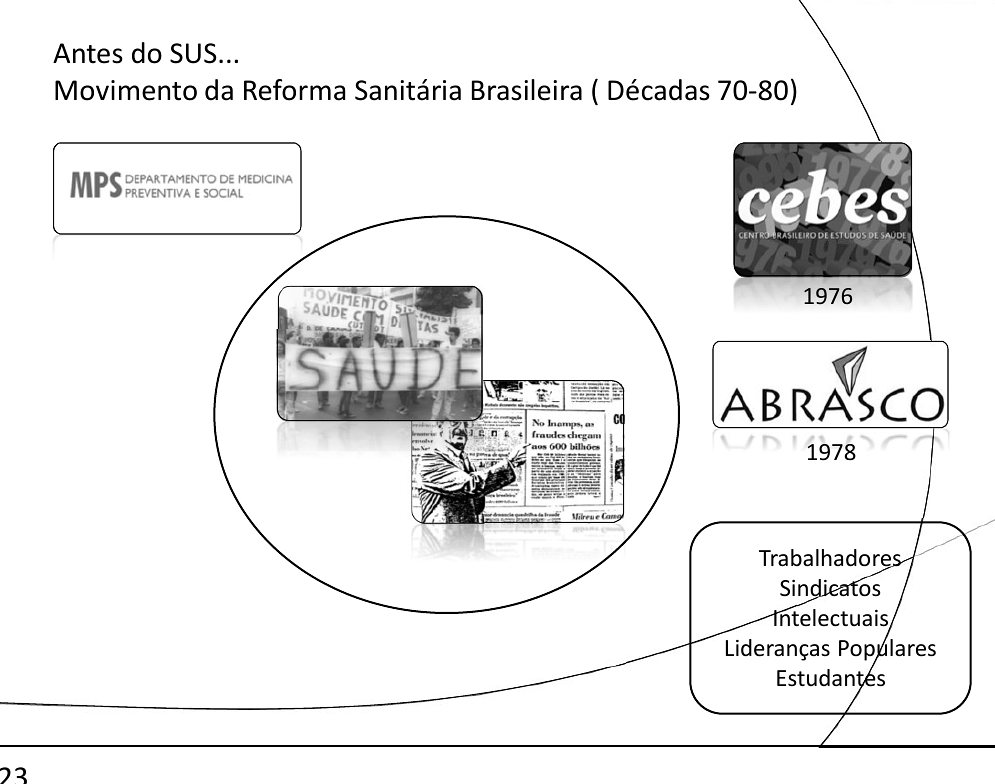 Antes do SUS...
Movimento da Reforma Sanitária Brasileira ( Décadas 70-80)
MPS DEPARTAMENTO DE MEDICINA
PREVENTIVA E SOCIAL
cebes
CENTRO BRASILEIRO DE ESTUDOS DE SAÚDE
1976
MOVIMENTO
SAUDE COM
SAUDE
No Inamps, as
fraudes chegam
aos 600 bilhões
ABRASCO
1978
Trabalhadores
Sindicatos
Intelectuais
Lideranças Populares
Estudantes
23